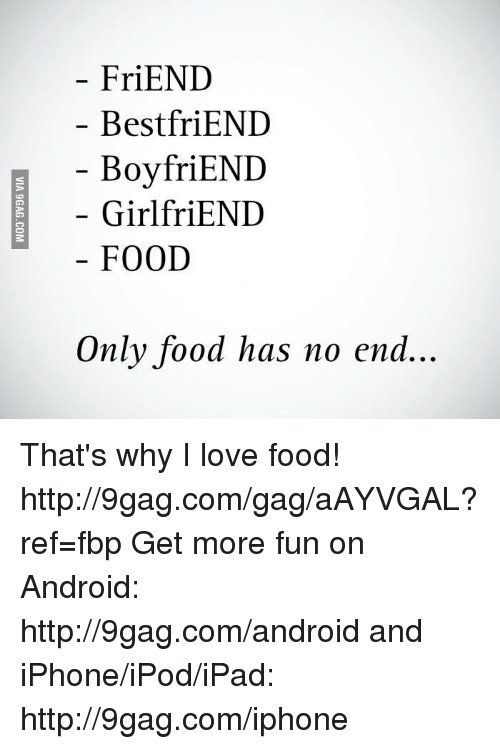 - FriEND
- BestfriEND
- BoyfriEND
- GirlfriEND
- FOOD
VIA 9GAG.COM
Only food has no end...
That's why I love food!
http://9gag.com/gag/aAYVGAL?
ref=fbp Get more fun on
Android:
http://9gag.com/android and
iPhone/iPod/iPad:
http://9gag.com/iphone